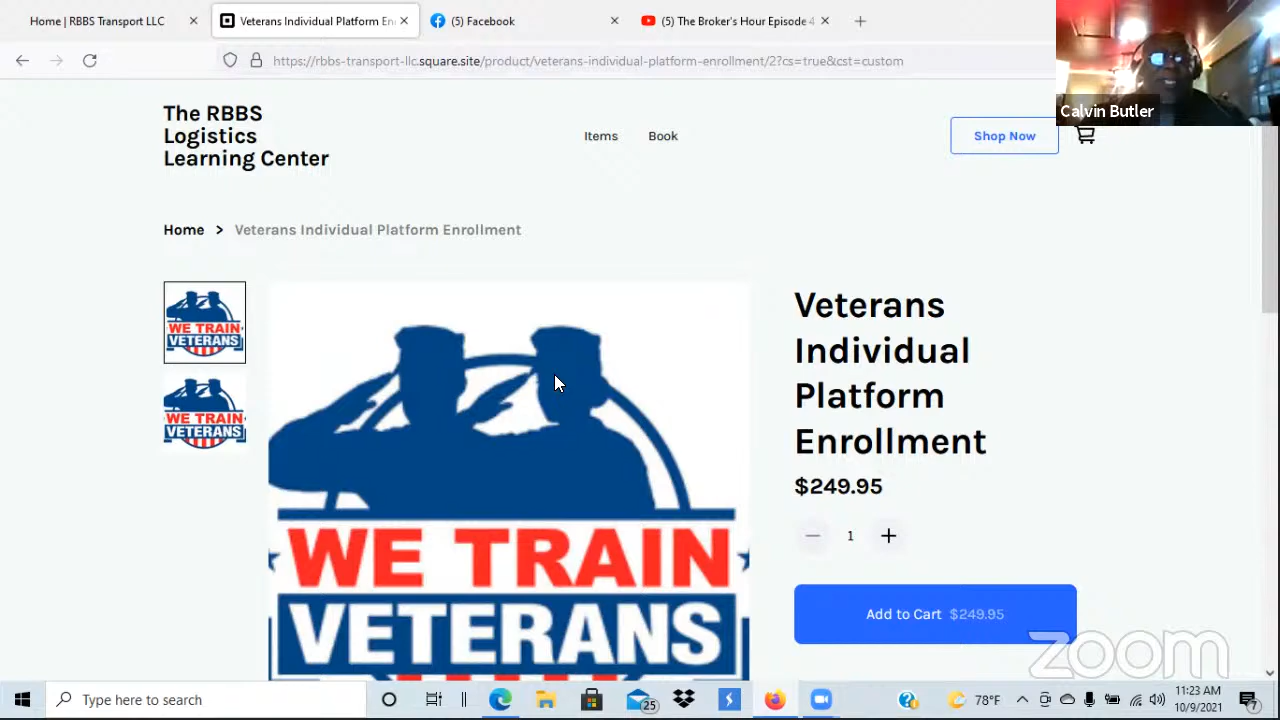 Home | RBBS Transport LLC
Veterans Individual Platform En
(5) Facebook
(5) The Broker's Hour Episode 4
https://rbbs-transport-llc.square.site/product/veterans-individual-platform-enrollment/2?cs=true&cst=custom
Calvin Butler
The RBBS
Logistics
Learning Center
Items
Book
Shop Now
Home > Veterans Individual Platform Enrollment
WE TRAIN
VETERANS
WE TRAIN
VETERANS
WE TRAIN
VETERANS
Veterans
Individual
Platform
Enrollment
$249.95
1
Add to Cart $249.95
zoom
Type here to search
25
78°F
11:23 AM
10/9/2021
7